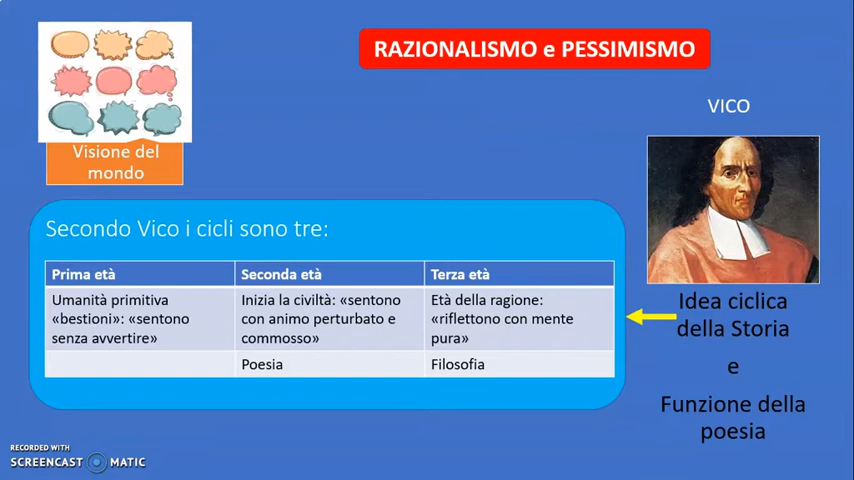 RAZIONALISMO e PESSIMISMO
VICO
Visione del
mondo
Secondo Vico i cicli sono tre:
Prima età
Seconda età
Terza età
Umanità primitiva
«bestioni»: «sentono
senza avvertire»
Inizia la civiltà: «sentono
con animo perturbato e
commosso»
Età della ragione:
«riflettono con mente
pura»
Poesia
Filosofia
Idea ciclica
della Storia
e
Funzione della
poesia
RECORDED WITH
SCREENCAST MATIC